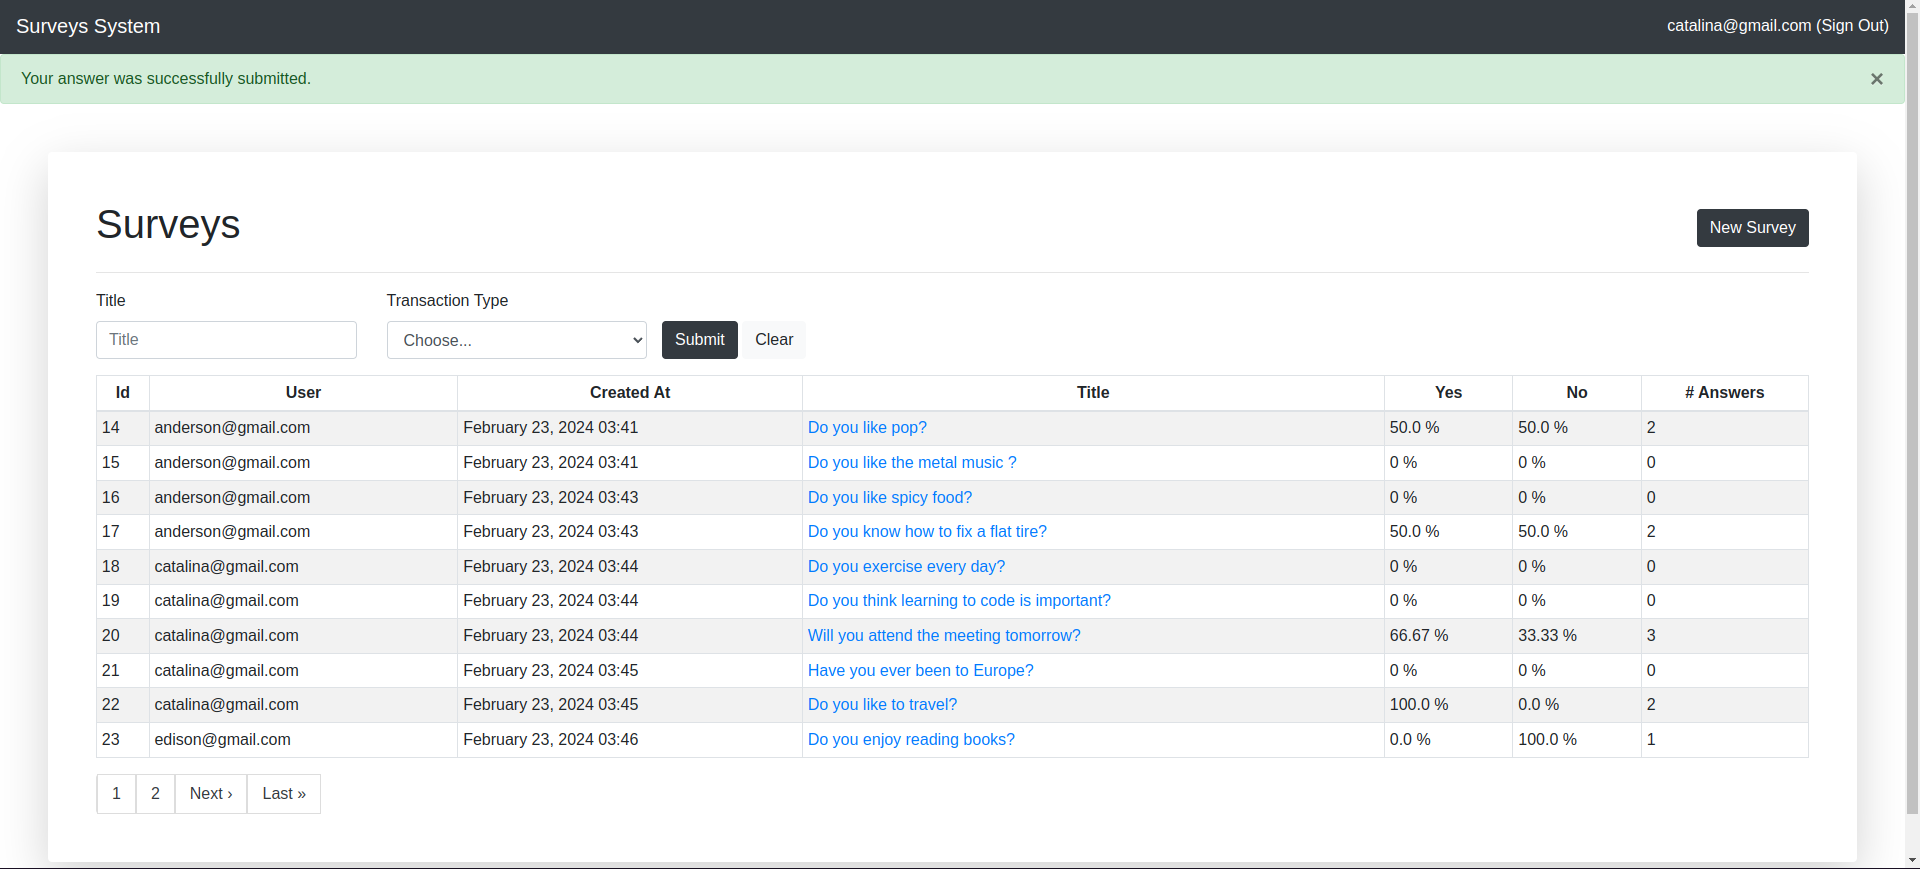 Surveys System catalina@gmail.com (Sign Out)
Your answer was successfully submitted. ×
Surveys New Survey
Title Transaction Type
Title Choose... Submit Clear
Id User Created At Title Yes No # Answers
14 anderson@gmail.com February 23, 2024 03:41 Do you like pop? 50.0 % 50.0 % 2
15 anderson@gmail.com February 23, 2024 03:41 Do you like the metal music ? 0 % 0 % 0
16 anderson@gmail.com February 23, 2024 03:43 Do you like spicy food? 0 % 0 % 0
17 anderson@gmail.com February 23, 2024 03:43 Do you know how to fix a flat tire? 50.0 % 50.0 % 2
18 catalina@gmail.com February 23, 2024 03:44 Do you exercise every day? 0 % 0 % 0
19 catalina@gmail.com February 23, 2024 03:44 Do you think learning to code is important? 0 % 0 % 0
20 catalina@gmail.com February 23, 2024 03:44 Will you attend the meeting tomorrow? 66.67 % 33.33 % 3
21 catalina@gmail.com February 23, 2024 03:45 Have you ever been to Europe? 0 % 0 % 0
22 catalina@gmail.com February 23, 2024 03:45 Do you like to travel? 100.0 % 0.0 % 2
23 edison@gmail.com February 23, 2024 03:46 Do you enjoy reading books? 0.0 % 100.0 % 1
1 2 Next › Last »